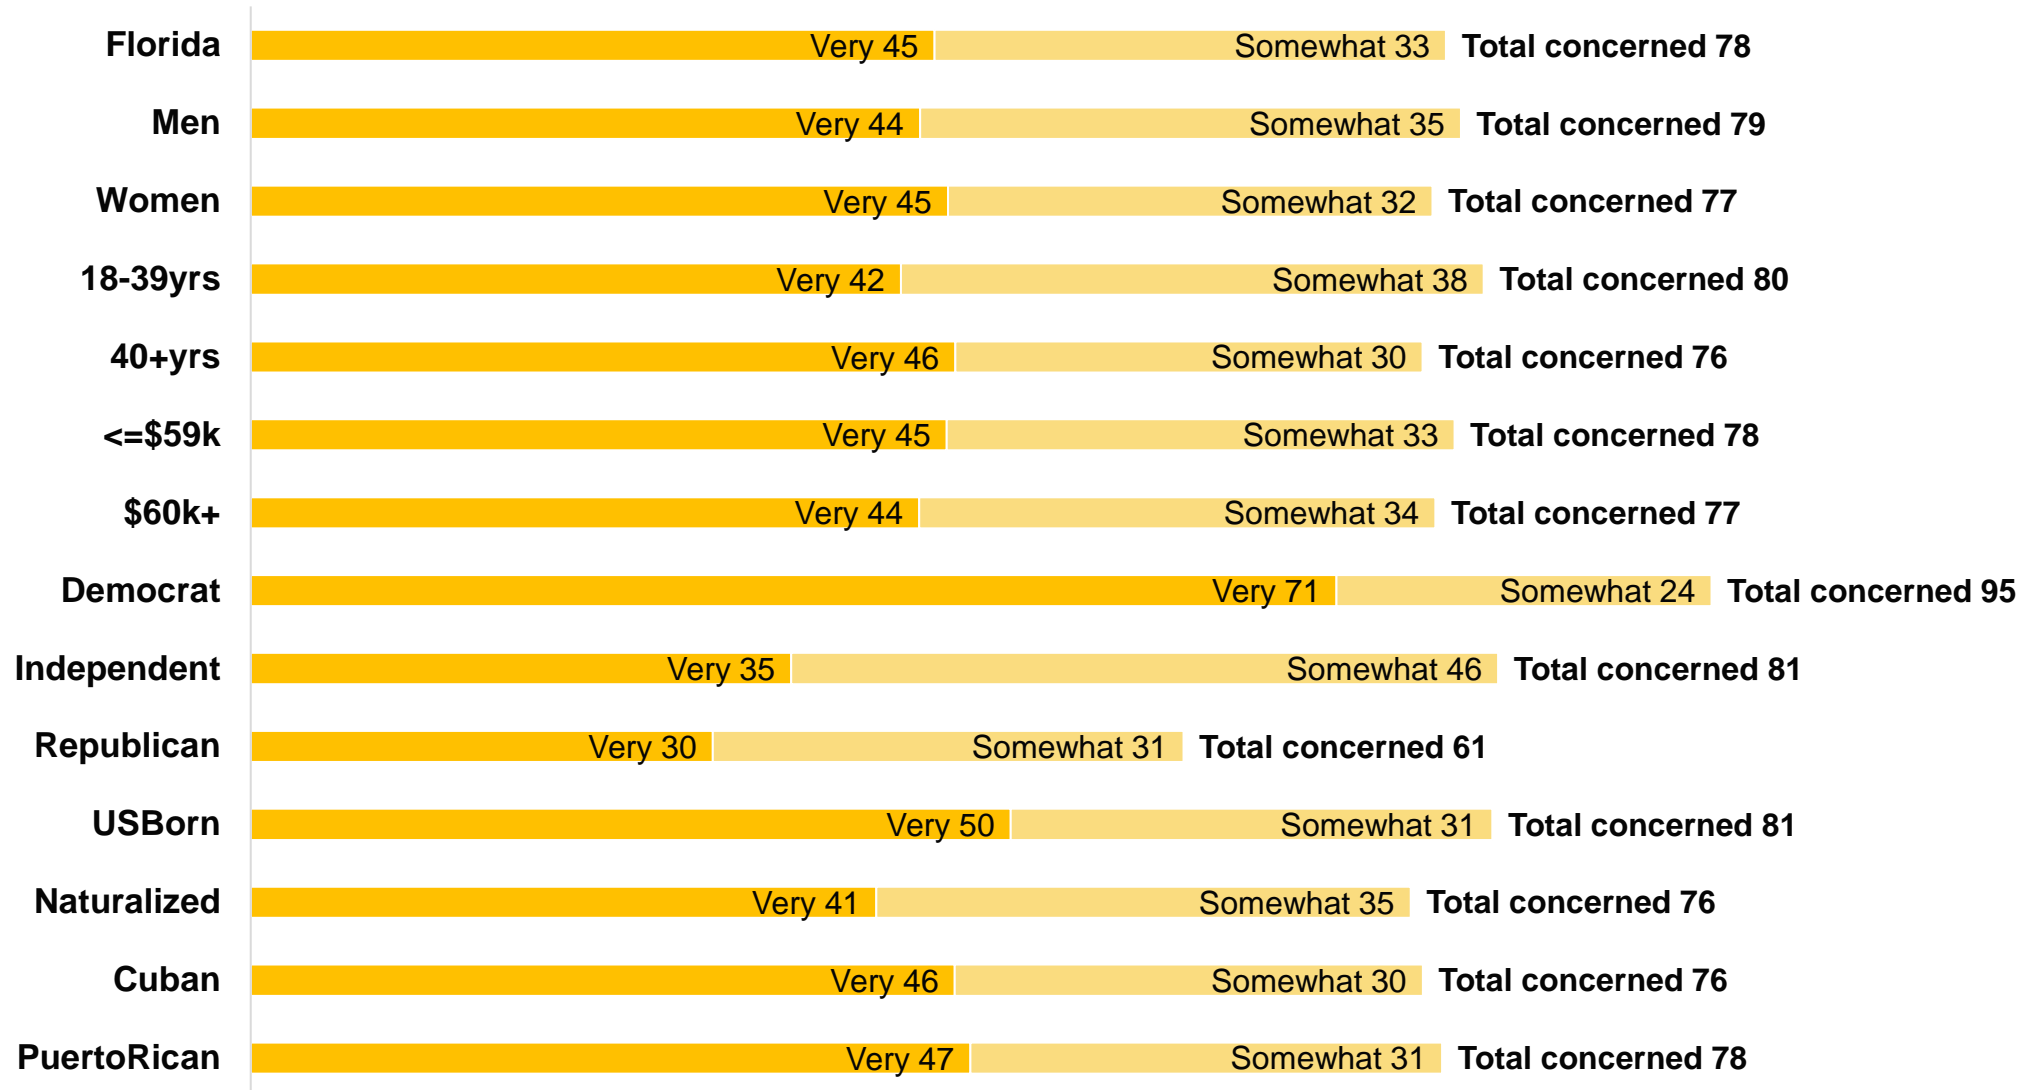 Florida Very 45 Somewhat 33 Total concerned 78
Men Very 44 Somewhat 35 Total concerned 79
Women Very 45 Somewhat 32 Total concerned 77
18-39yrs Very 42 Somewhat 38 Total concerned 80
40+yrs Very 46 Somewhat 30 Total concerned 76
<=$59k Very 45 Somewhat 33 Total concerned 78
$60k+ Very 44 Somewhat 34 Total concerned 77
Democrat Very 71 Somewhat 24 Total concerned 95
Independent Very 35 Somewhat 46 Total concerned 81
Republican Very 30 Somewhat 31 Total concerned 61
USBorn Very 50 Somewhat 31 Total concerned 81
Naturalized Very 41 Somewhat 35 Total concerned 76
Cuban Very 46 Somewhat 30 Total concerned 76
PuertoRican Very 47 Somewhat 31 Total concerned 78